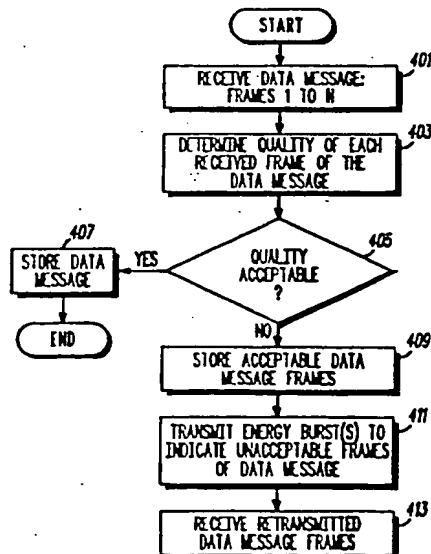 START
401
RECEIVE DATA MESSAGE:
FRAMES 1 TO N
403
DETERMINE QUALITY OF EACH
RECEIVED FRAME OF THE
DATA MESSAGE
407
405
STORE DATA
MESSAGE
YES
QUALITY
ACCEPTABLE
?
END
NO
409
STORE ACCEPTABLE DATA
MESSAGE FRAMES
411
TRANSMIT ENERGY BURST(S) TO
INDICATE UNACCEPTABLE FRAMES
OF DATA MESSAGE
413
RECEIVE RETRANSMITTED
DATA MESSAGE FRAMES